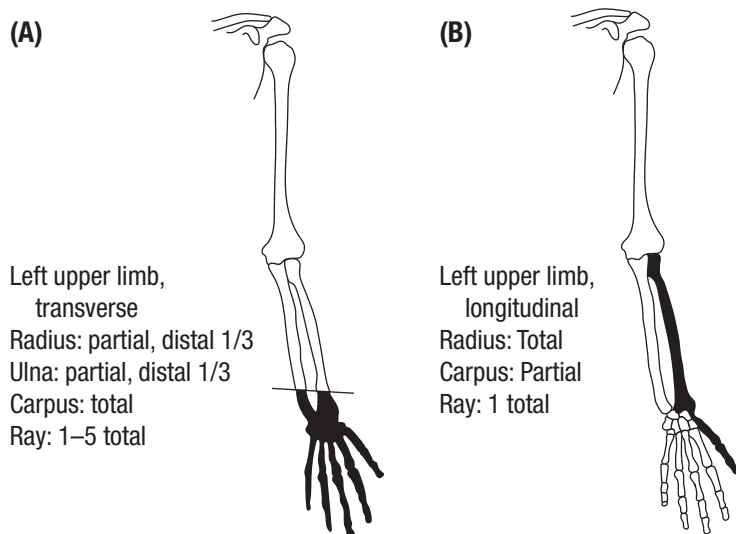 (A)
Left upper limb,
transverse
Radius: partial, distal 1/3
Ulna: partial, distal 1/3
Carpus: total
Ray: 1–5 total
(B)
Left upper limb,
longitudinal
Radius: Total
Carpus: Partial
Ray: 1 total